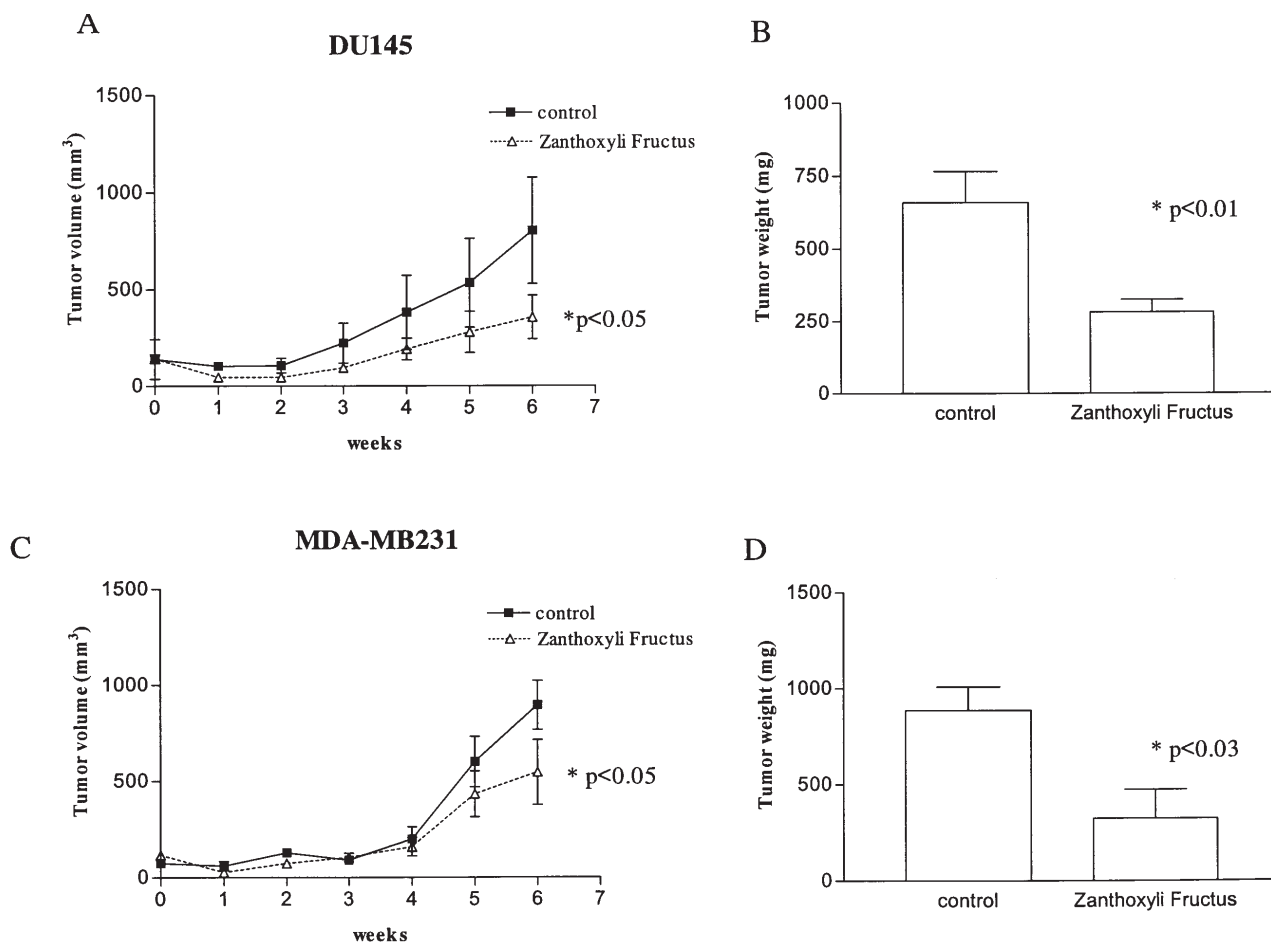 A
DU145
1500
1000
500
0
Tumor volume (mm³)
control
Zanthoxyli Fructus
*p<0.05
0 1 2 3 4 5 6 7
weeks
B
1000
750
500
250
0
Tumor weight (mg)
* p<0.01
control Zanthoxyli Fructus
C
MDA-MB231
1500
1000
500
0
Tumor volume (mm³)
control
Zanthoxyli Fructus
* p<0.05
0 1 2 3 4 5 6 7
weeks
D
1500
1000
500
0
Tumor weight (mg)
* p<0.03
control Zanthoxyli Fructus